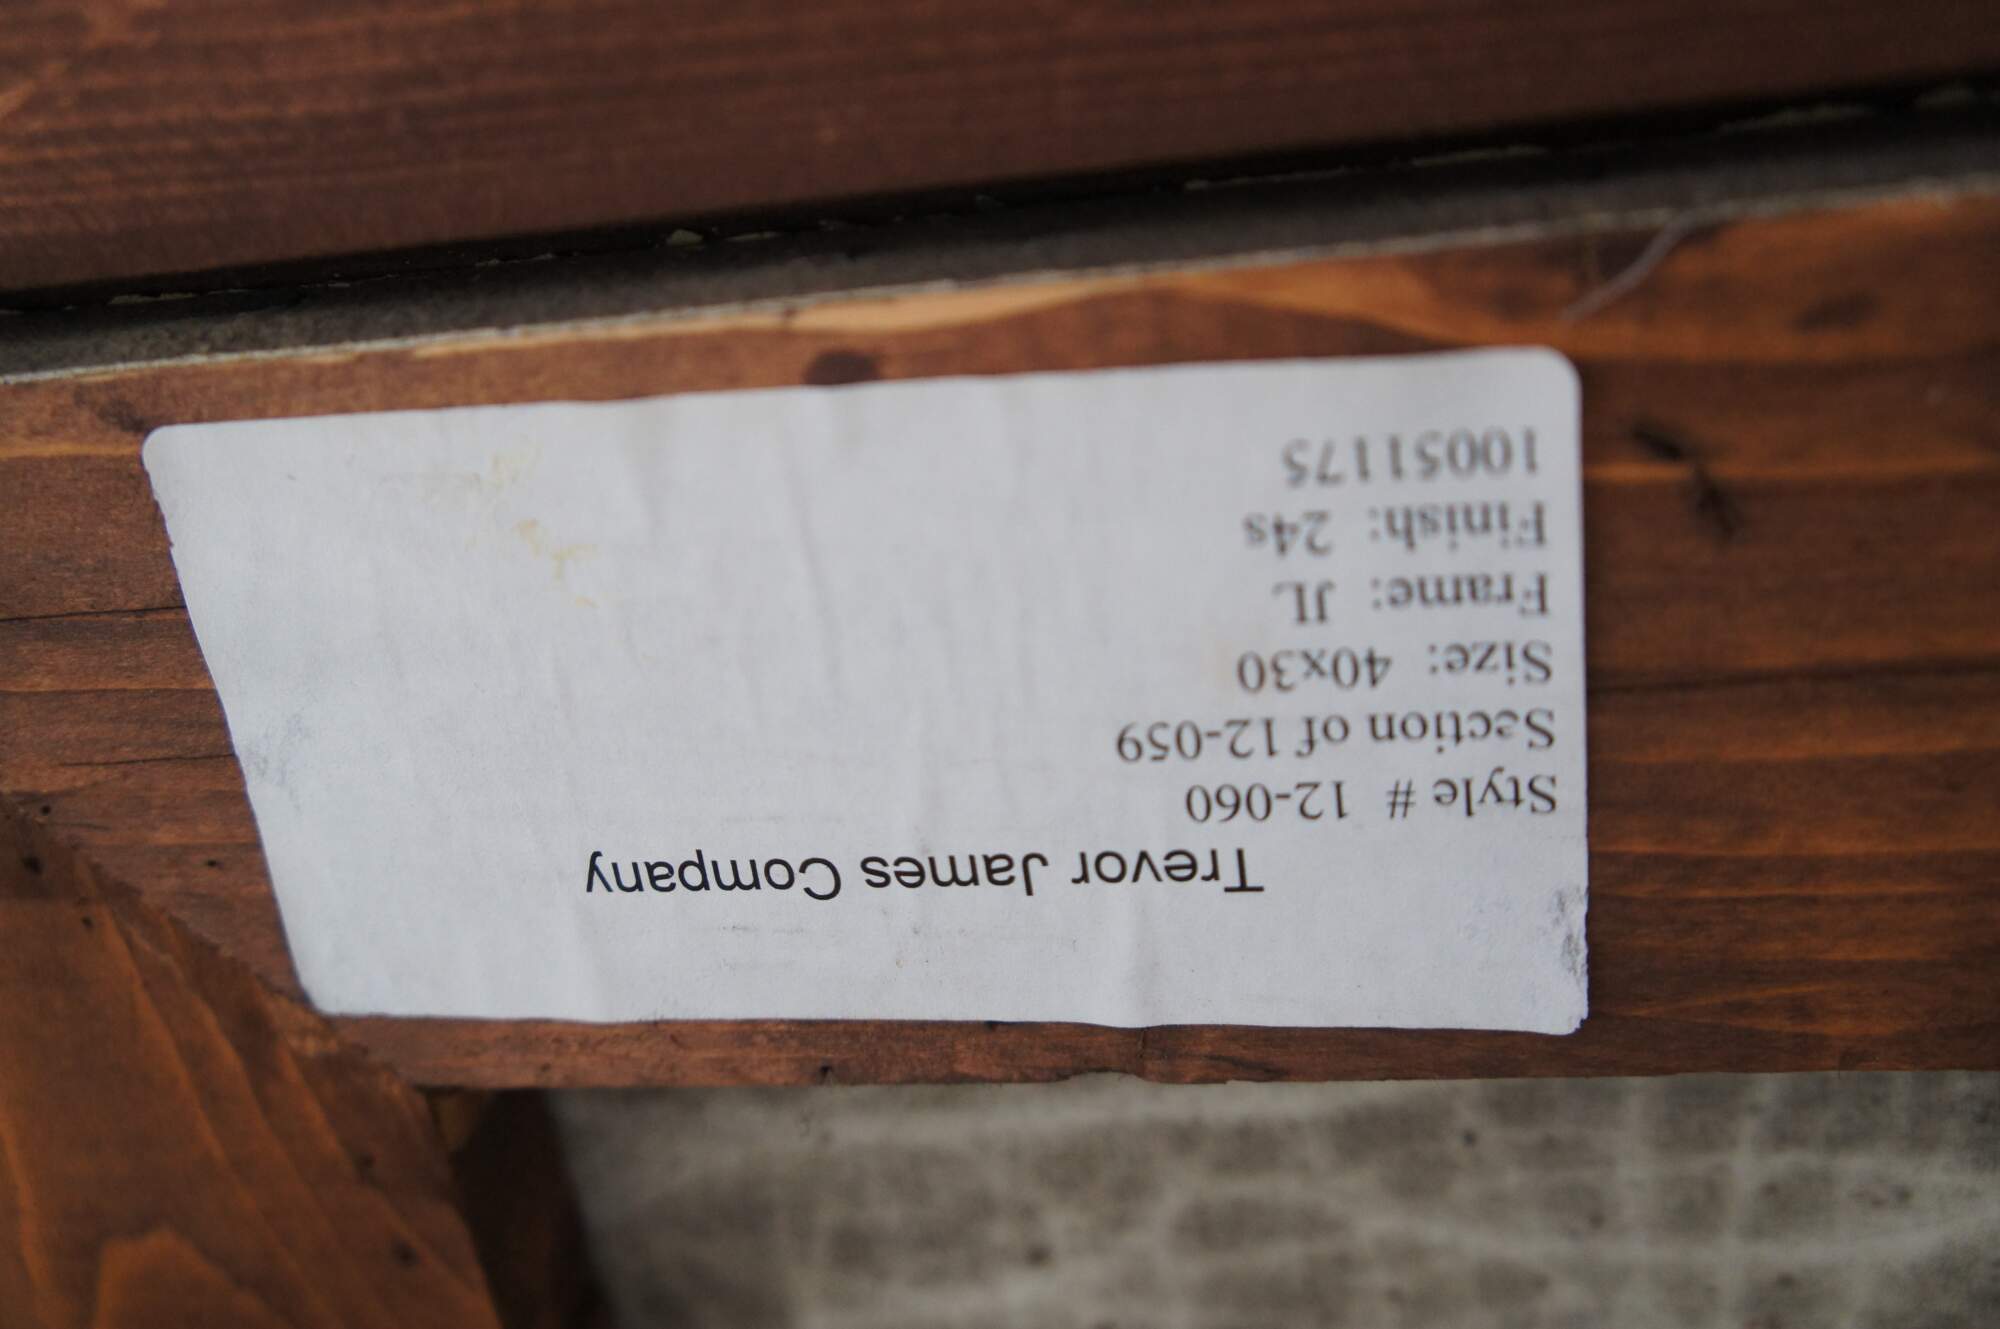 Trevor James Company
Style # 12-060
Section of 12-059
Size: 40x30
Frame: JL
Finish: 24s
10051175